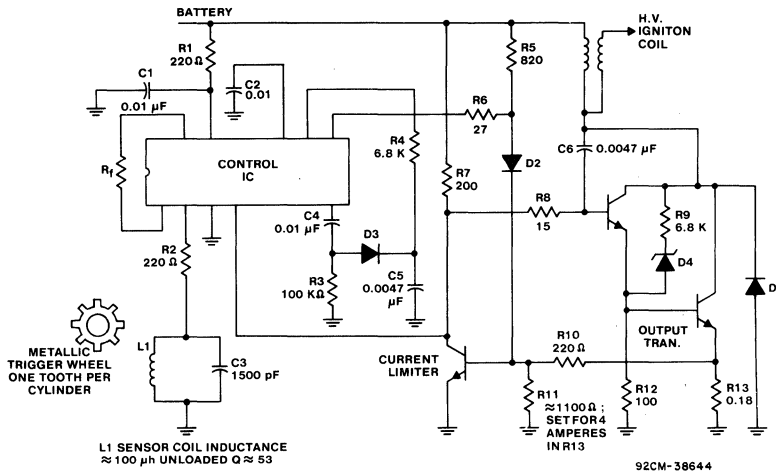 BATTERY
H.V.
IGNITON
COIL
R1
220 Ω
R5
820
C1
0.01 μF
C2
0.01
R6
27
R4
6.8 K
C6
0.0047 μF
Rf
CONTROL
IC
D2
R7
200
R8
15
R9
6.8 K
C4
0.01 μF
D3
D4
R2
220 Ω
R3
100 KΩ
C5
0.0047
μF
D
METALLIC
TRIGGER WHEEL
ONE TOOTH PER
CYLINDER
L1
C3
1500 pF
CURRENT
LIMITER
R10
220 Ω
OUTPUT
TRAN.
R11
≈1100 Ω ;
SET FOR 4
AMPERES
IN R13
R12
100
R13
0.18
L1 SENSOR COIL INDUCTANCE
≈ 100 μh UNLOADED Q ≈ 53
92CM-38644